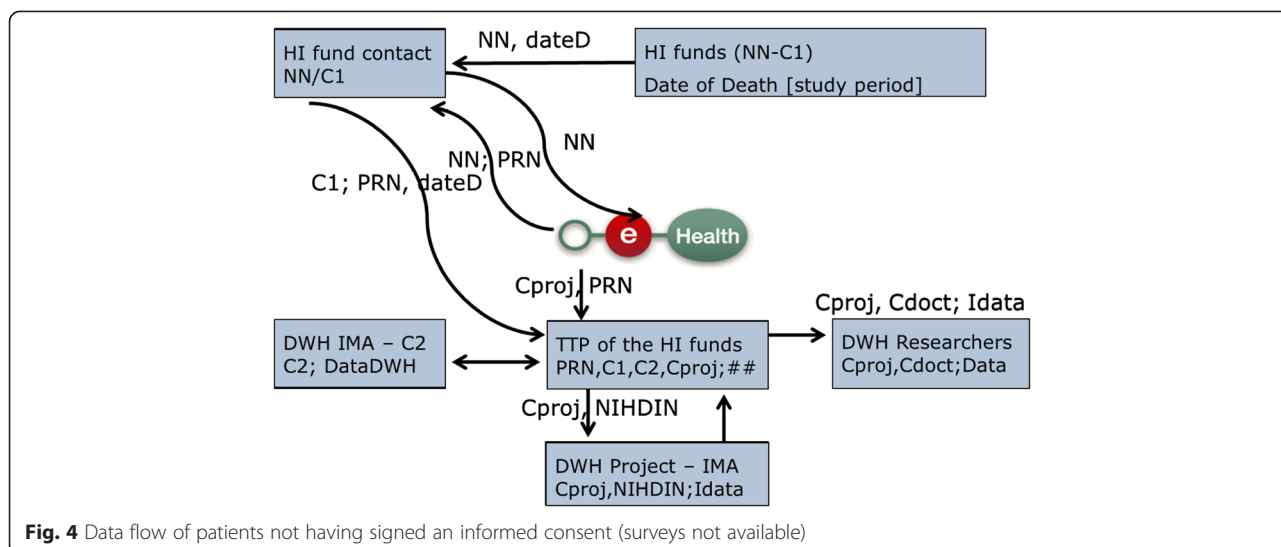 HI fund contact
NN/C1
NN, dateD
HI funds (NN-C1)
Date of Death [study period]
NN
NN; PRN
C1; PRN, dateD
e Health
Cproj, PRN
Cproj, Cdoct; Idata
DWH IMA – C2
C2; DataDWH
TTP of the HI funds
PRN,C1,C2,Cproj;##
DWH Researchers
Cproj,Cdoct;Data
Cproj, NIHDIN
DWH Project – IMA
Cproj,NIHDIN;Idata
Fig. 4 Data flow of patients not having signed an informed consent (surveys not available)